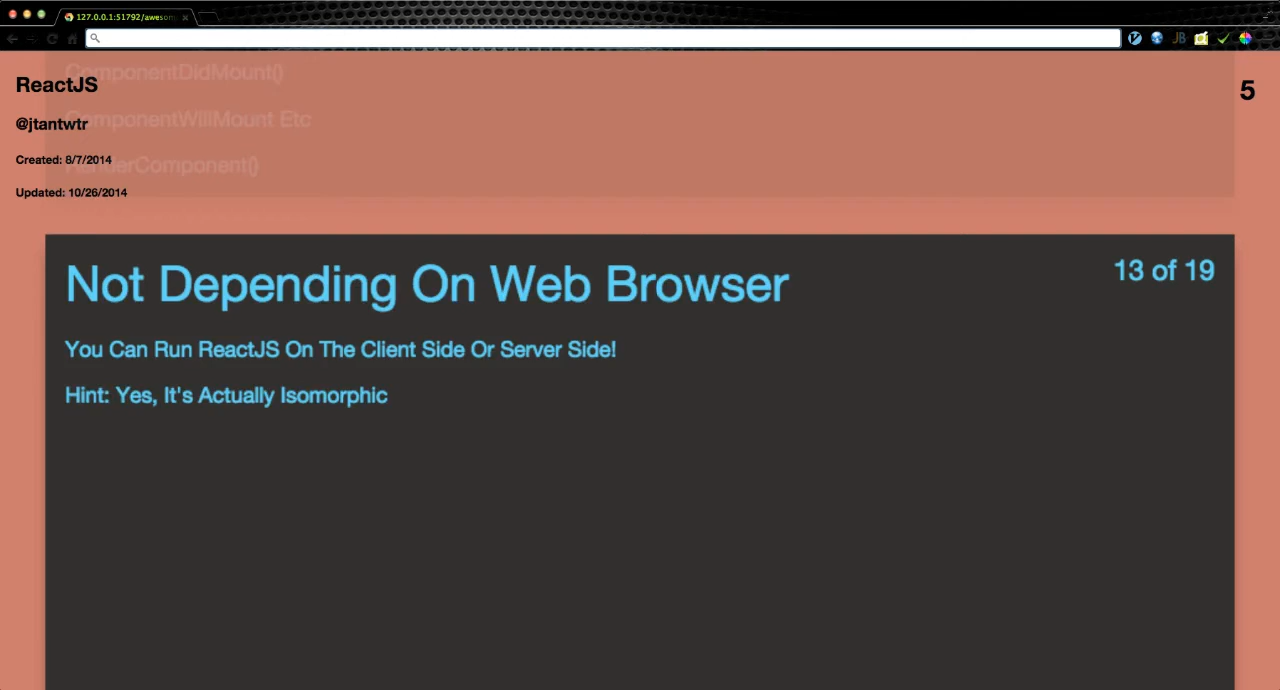 127.0.0.1:51792/aweson
JB
ComponentDidMount()
ReactJS
5
ComponentWillMount Etc
@jtantwtr
Created: 8/7/2014
RenderComponent()
Updated: 10/26/2014
Not Depending On Web Browser
13 of 19
You Can Run ReactJS On The Client Side Or Server Side!
Hint: Yes, It's Actually Isomorphic